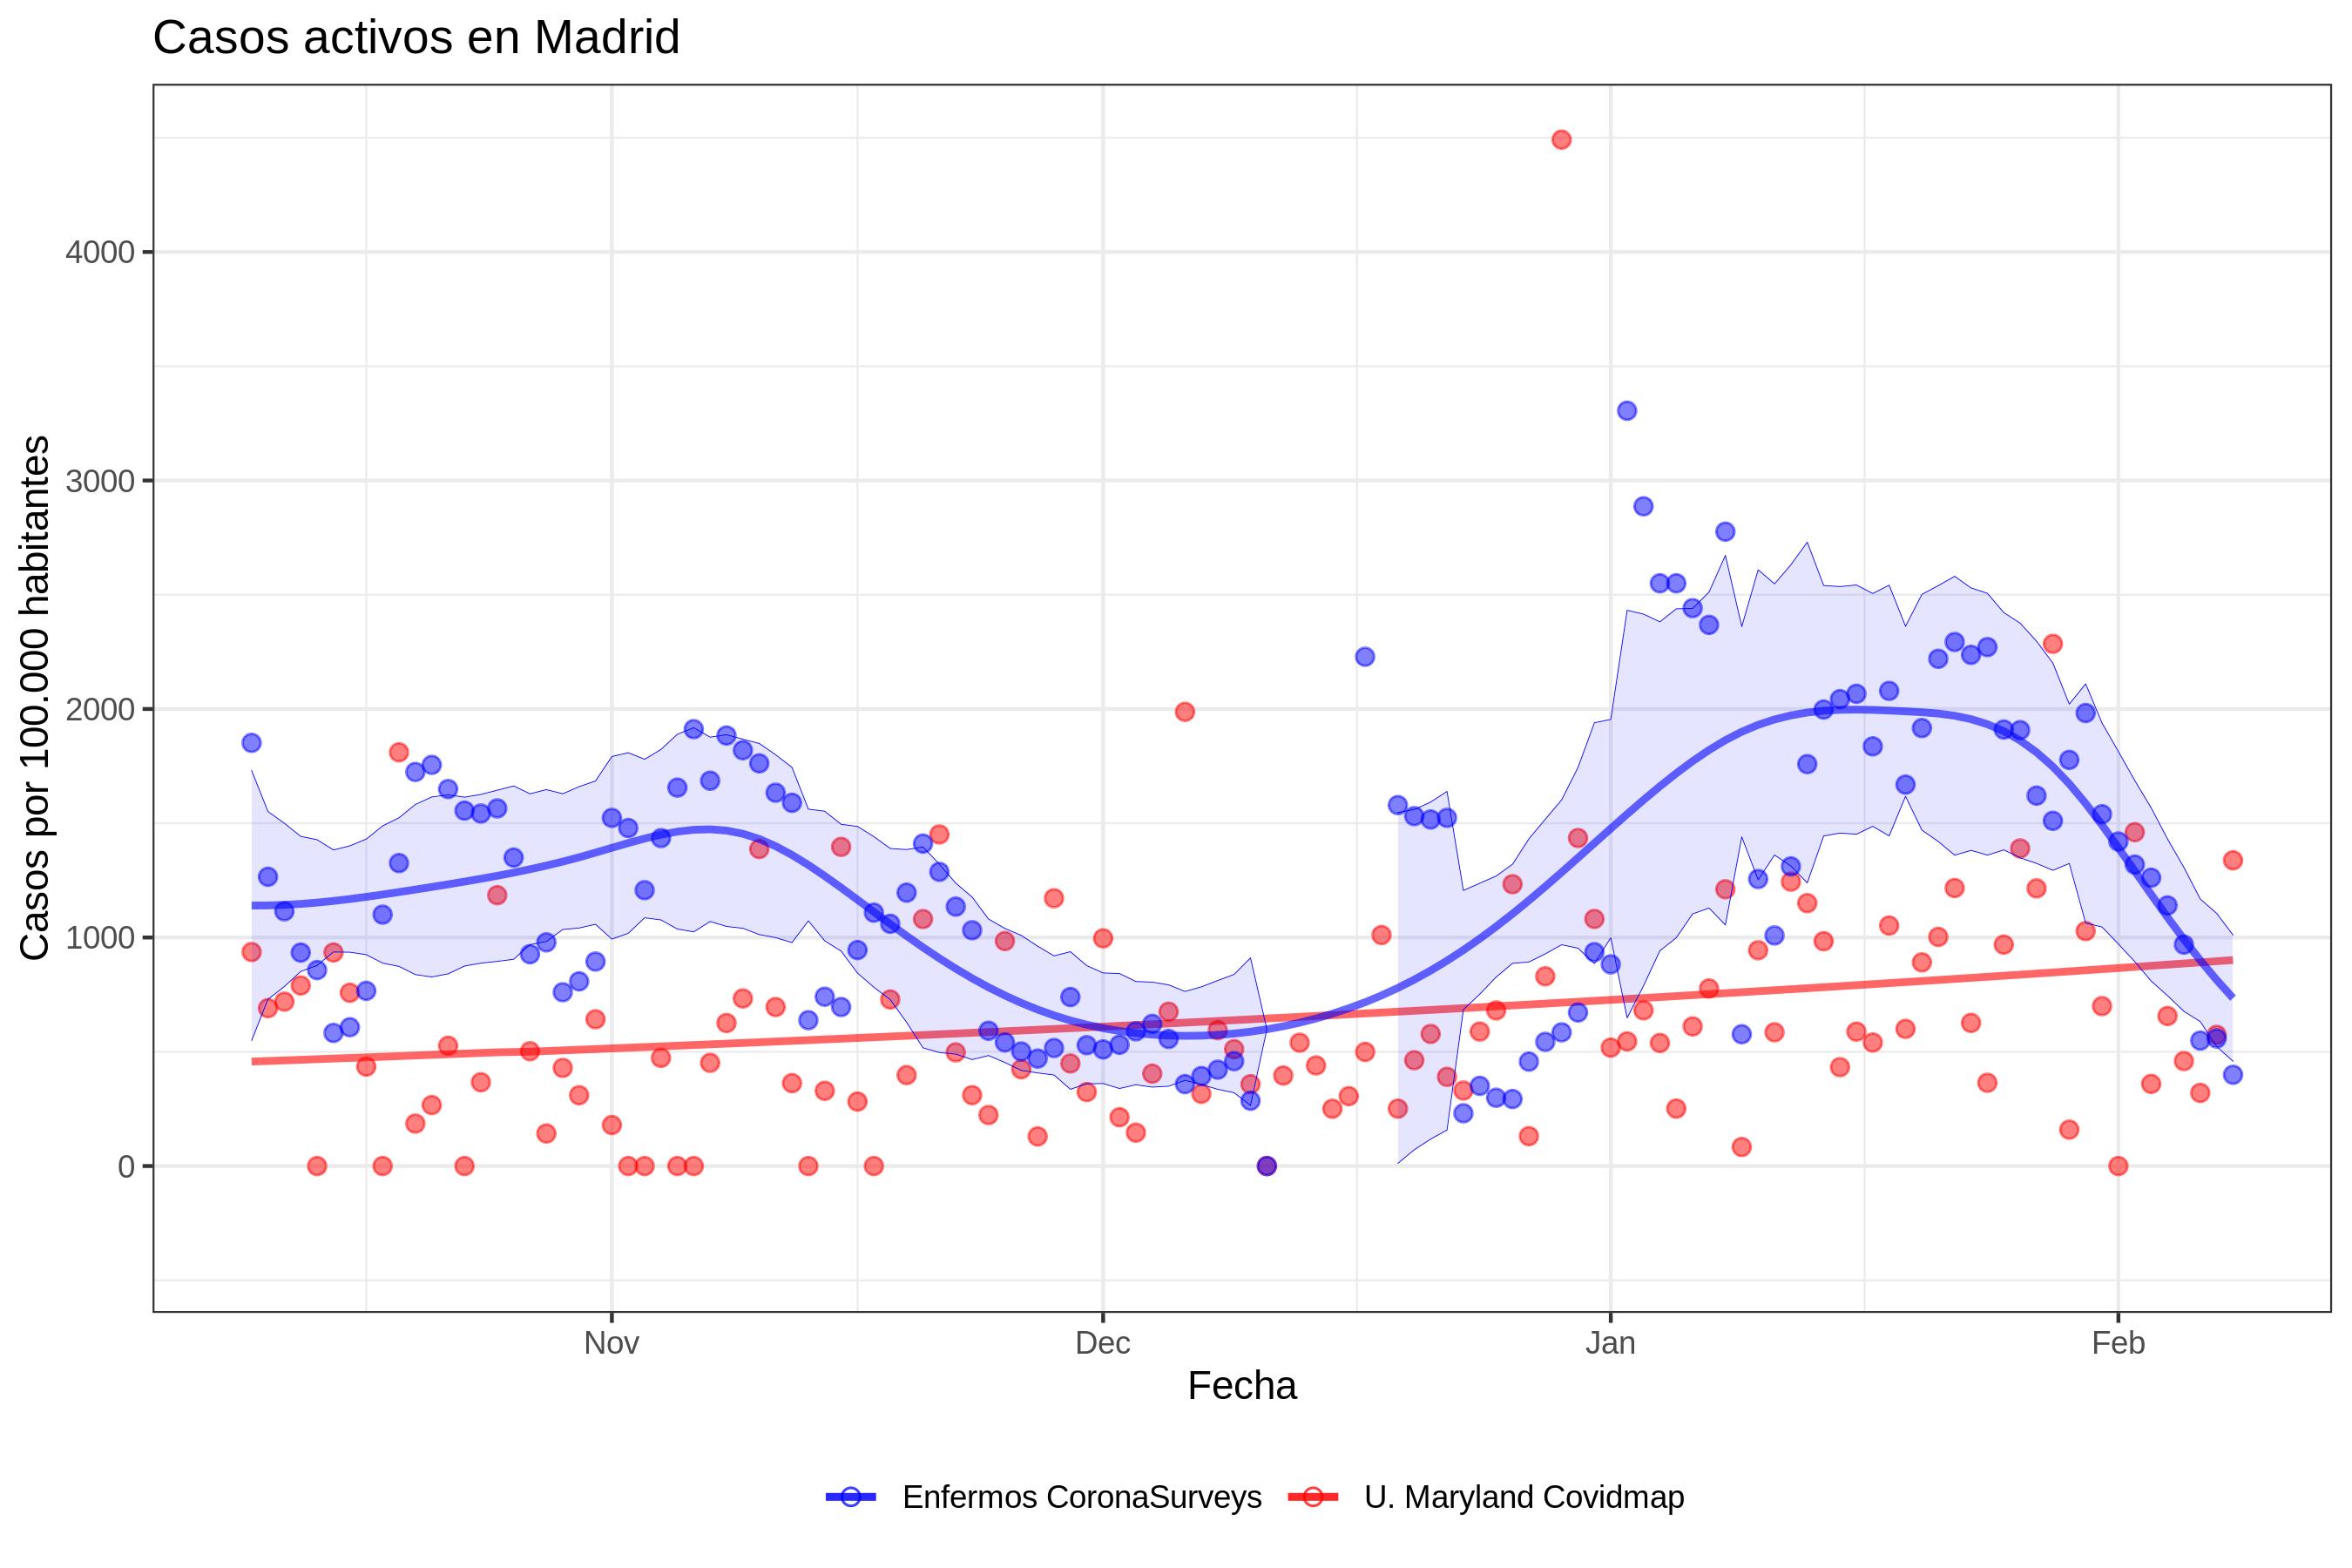 Casos activos en Madrid
Casos por 100.000 habitantes
4000
3000
2000
1000
0
Nov Dec Jan Feb
Fecha
Enfermos CoronaSurveys U. Maryland Covidmap